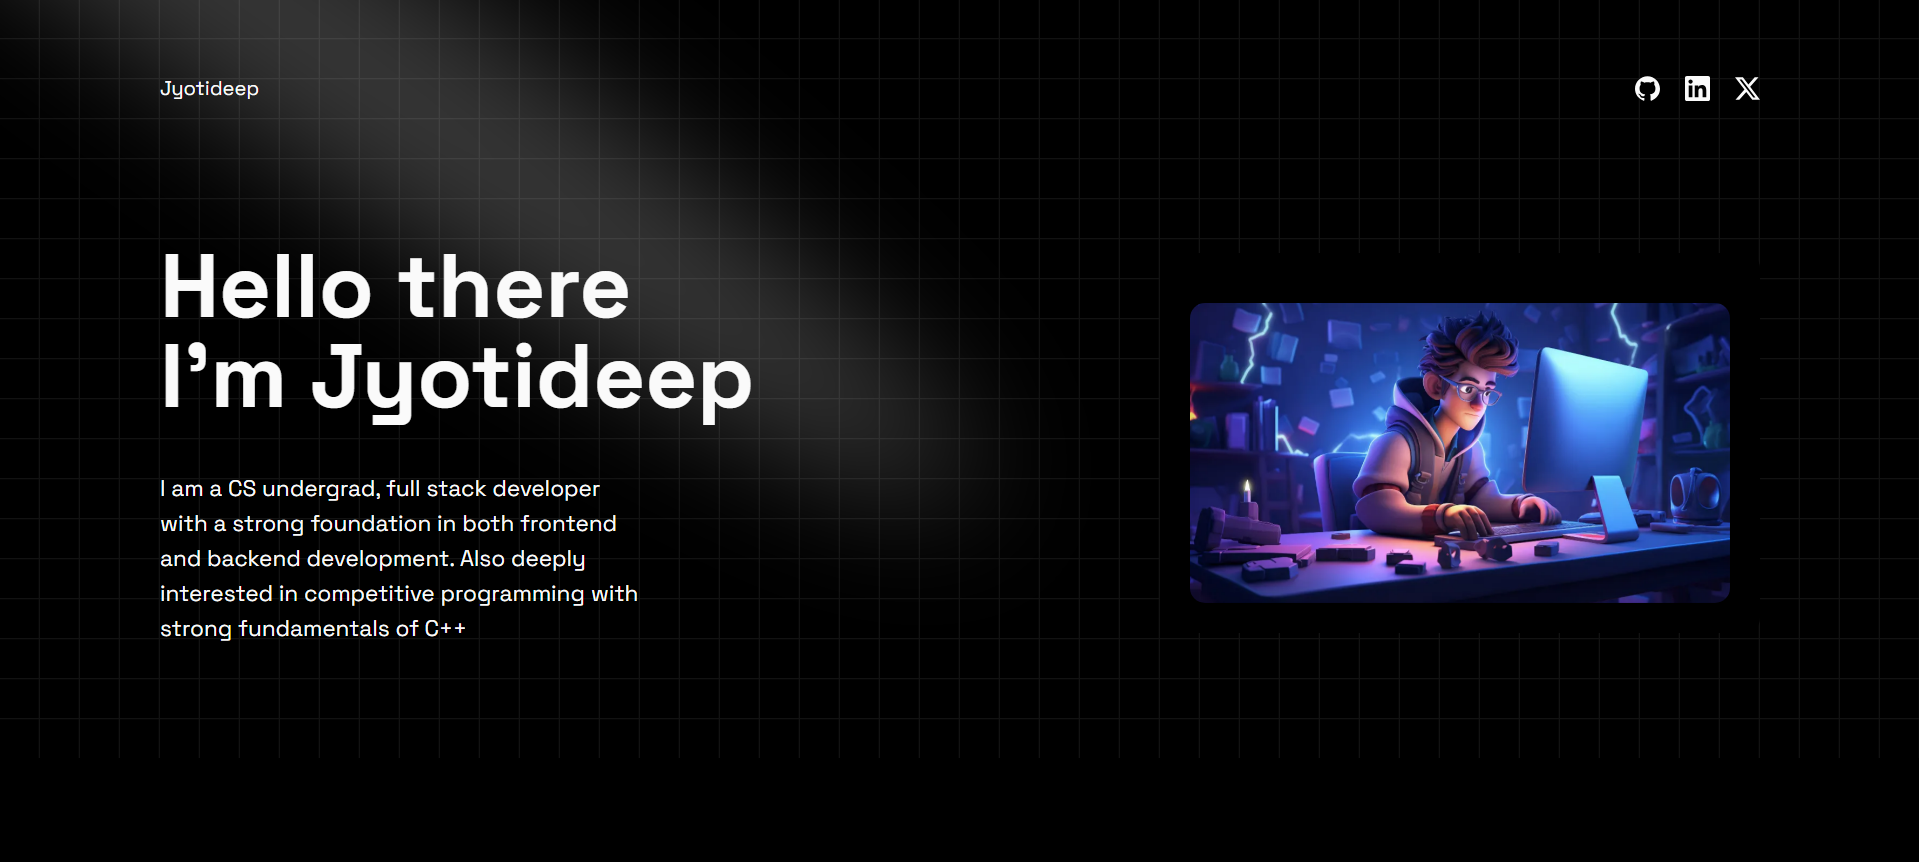 Jyotideep
Hello there
I’m Jyotideep
I am a CS undergrad, full stack developer
with a strong foundation in both frontend
and backend development. Also deeply
interested in competitive programming with
strong fundamentals of C++